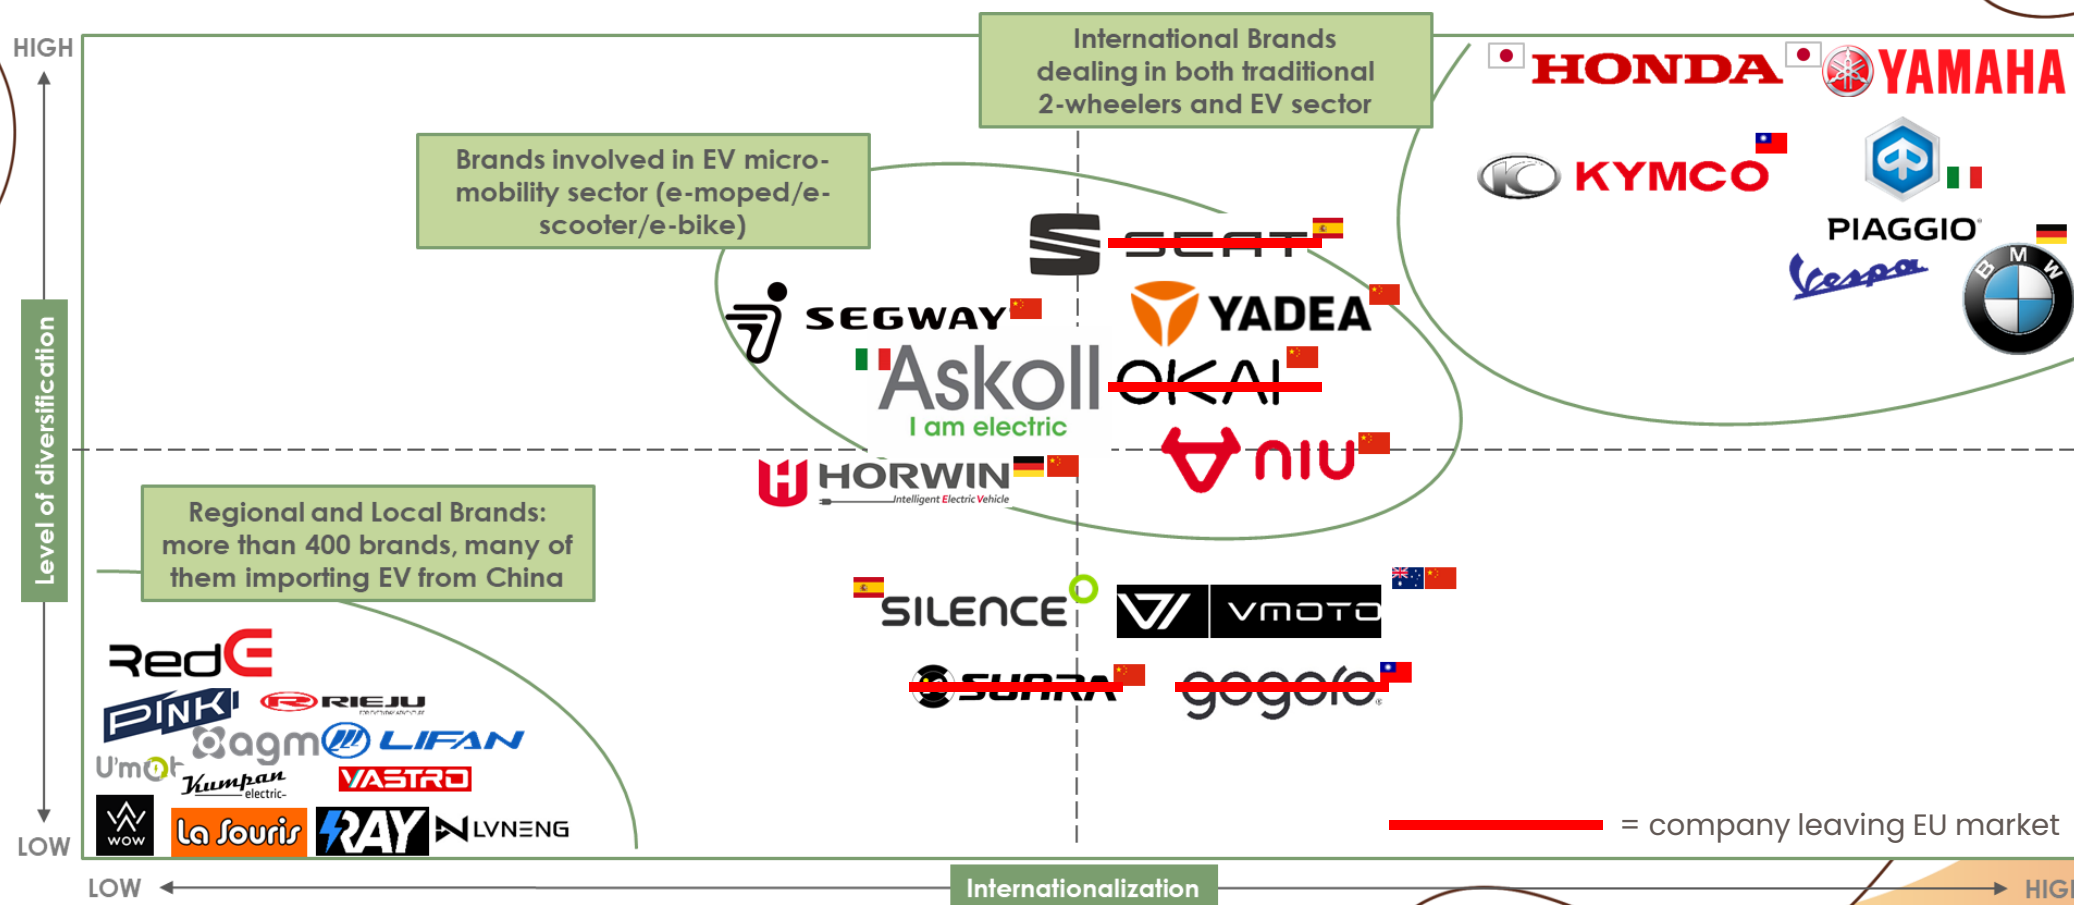 HIGH
International Brands
dealing in both traditional
2-wheelers and EV sector
HONDA
YAMAHA
Brands involved in EV micro-
mobility sector (e-moped/e-
scooter/e-bike)
KYMCO
PIAGGIO
Vespa
BMW
SEAT
SEGWAY
YADEA
Askoll
I am electric
OKAI
niu
HORWIN
Intelligent Electric Vehicle
Level of diversification
Regional and Local Brands:
more than 400 brands, many of
them importing EV from China
SILENCE
VMOTO
SUNRA
gogoro
RedE
PINK
RIEJU
agm
LIFAN
U'mob
Kumpan
electric
VASTRO
WOW
La Souris
RAY
LVNENG
= company leaving EU market
LOW
LOW
Internationalization
HIGH